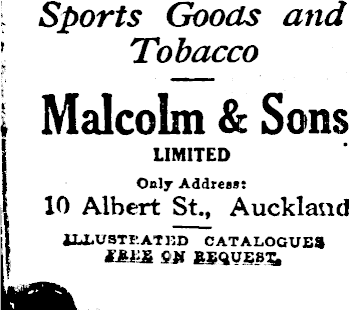 Sports Goods and
Tobacco
Malcolm & Sons
LIMITED
Only Address:
10 Albert St., Auckland
ILLUSTRATED CATALOGUES
FREE ON REQUEST.